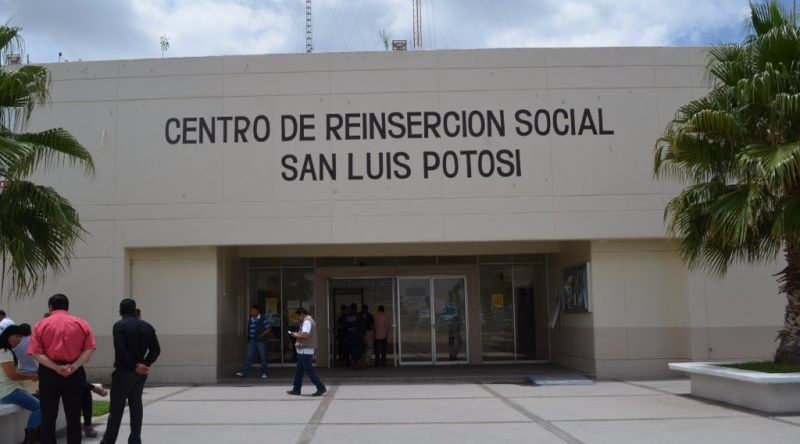 CENTRO DE REINSERCION SOCIAL
SAN LUIS POTOSI